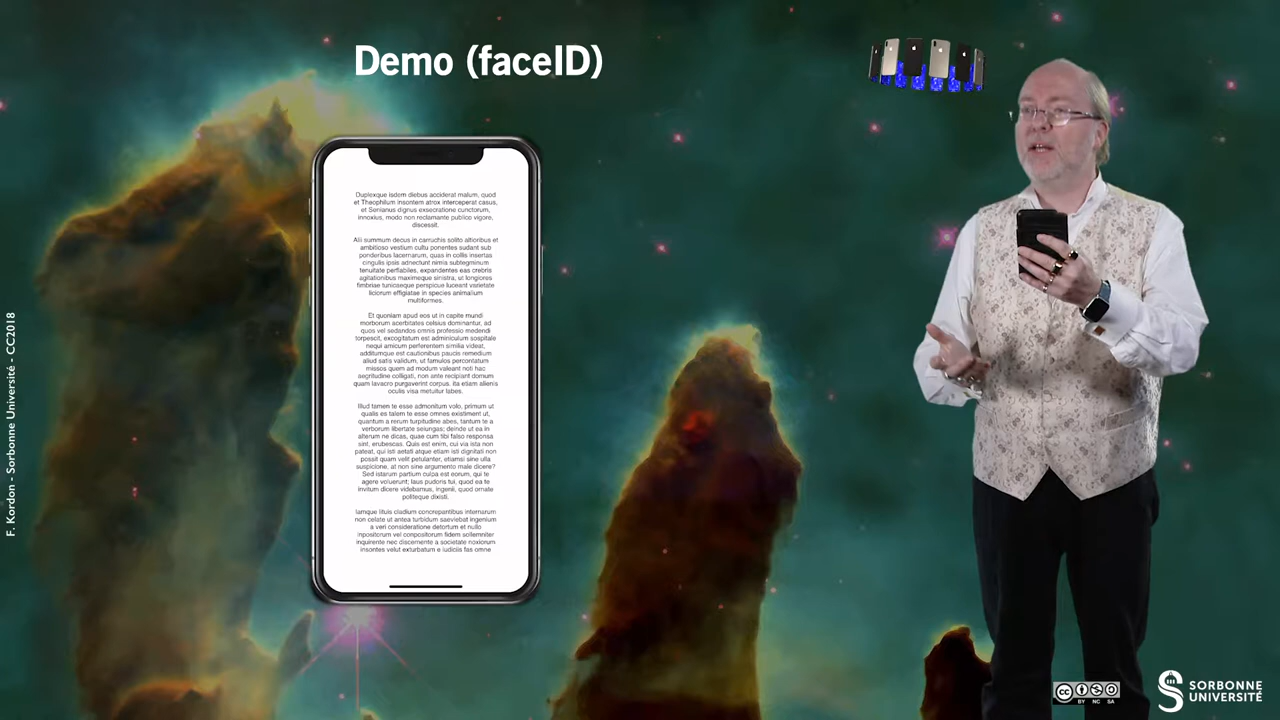 Demo (faceID)
Duplexque isdem diebus acciderat malum, quod
et Theophilum insontem atrox interceperat casus,
et Serianus dignus exsecratione cunctorum,
innoxius, modo non reclamante publico vigore,
discessit.
Alii summum decus in carruchis solito altioribus et
ambitioso vestium cultu ponentes sudant sub
ponderibus lacernarum, quas in collis insertas
cingulis ipsis adnectunt nimia subtegminum
tenuitate perflabiles, expandentes eas crebris
agitationibus maximeque sinistra, ut longiores
fimbriae tunicaeque perspicue luceant varietate
liciorum effigiatae in species animalium
multiformes.
Et quoniam apud eos ut in capite mundi
morborum acerbitates celsius dominantur, ad
quos vel sedandos omnis professio medendi
torpescit, excogitatum est adminiculum sospitale
nequi amicum perferentem similia videat,
additumque est cautionibus paucis remedium
aliud satis validum, ut famulos percontatum
missos quem ad modum valeant noti hac
aegritudine colligati, non ante recipiant domum
quam lavacro purgaverint corpus. ita etiam alienis
oculis visa metuitur labes.
Illud tamen te esse admonitum volo, primum ut
qualis es talem te esse omnes existiment ut,
quantum a rerum turpitudine abes, tantum te a
verborum libertate seiungas; deinde ut ea in
alterum ne dicas, quae cum tibi falso responsa
sint, erubescas. Quis est enim, cui via ista non
pateat, qui isti aetati atque etiam isti dignitati non
possit quam velit petulanter, etiamsi sine ulla
suspicione, at non sine argumento male dicere?
Sed istarum partium culpa est eorum, qui te
agere voluerunt; laus pudoris tui, quod ea te
invitum dicere videbamus, ingenii, quod ornate
politeque dixisti.
Iamque lituis cladium concrepantibus internarum
non celate ut antea turbidum saeviebat ingenium
a veri consideratione detortum et nullo
inpositorum vel conpositorum fidem sollemniter
inquirente nec discernente a societate noxiorum
insontes velut exturbatum e iudiciis fas omne
F. Kordon - Sorbonne Université - CC2018
cc
BY NC SA
SORBONNE
UNIVERSITÉ